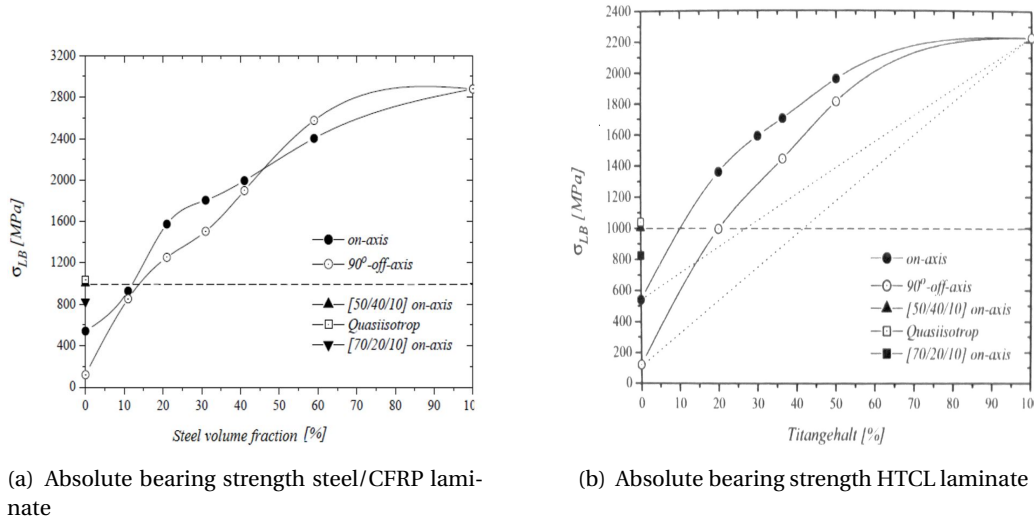 3200
2800
2400
2000
1600
1200
800
400
0
σLB [MPa]
on-axis
90⁰-off-axis
[50/40/10] on-axis
Quasiisotrop
[70/20/10] on-axis
0 10 20 30 40 50 60 70 80 90 10
Steel volume fraction [%]
(a) Absolute bearing strength steel/CFRP lami-
nate
2400
2200
2000
1800
1600
1400
1200
1000
800
600
400
200
0
σLB [MPa]
on-axis
90⁰-off-axis
[50/40/10] on-axis
Quasiisotrop
[70/20/10] on-axis
0 10 20 30 40 50 60 70 80 90 10
Titangehalt [%]
(b) Absolute bearing strength HTCL laminate